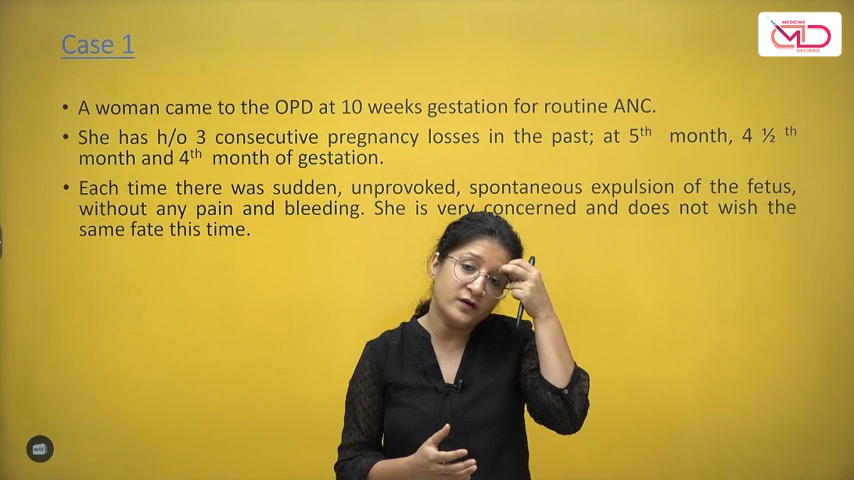 Case 1
MEDICINE
MD
DECODED
• A woman came to the OPD at 10 weeks gestation for routine ANC.
• She has h/o 3 consecutive pregnancy losses in the past; at 5th month, 4 ½ th
month and 4th month of gestation.
• Each time there was sudden, unprovoked, spontaneous expulsion of the fetus,
without any pain and bleeding. She is very concerned and does not wish the
same fate this time.